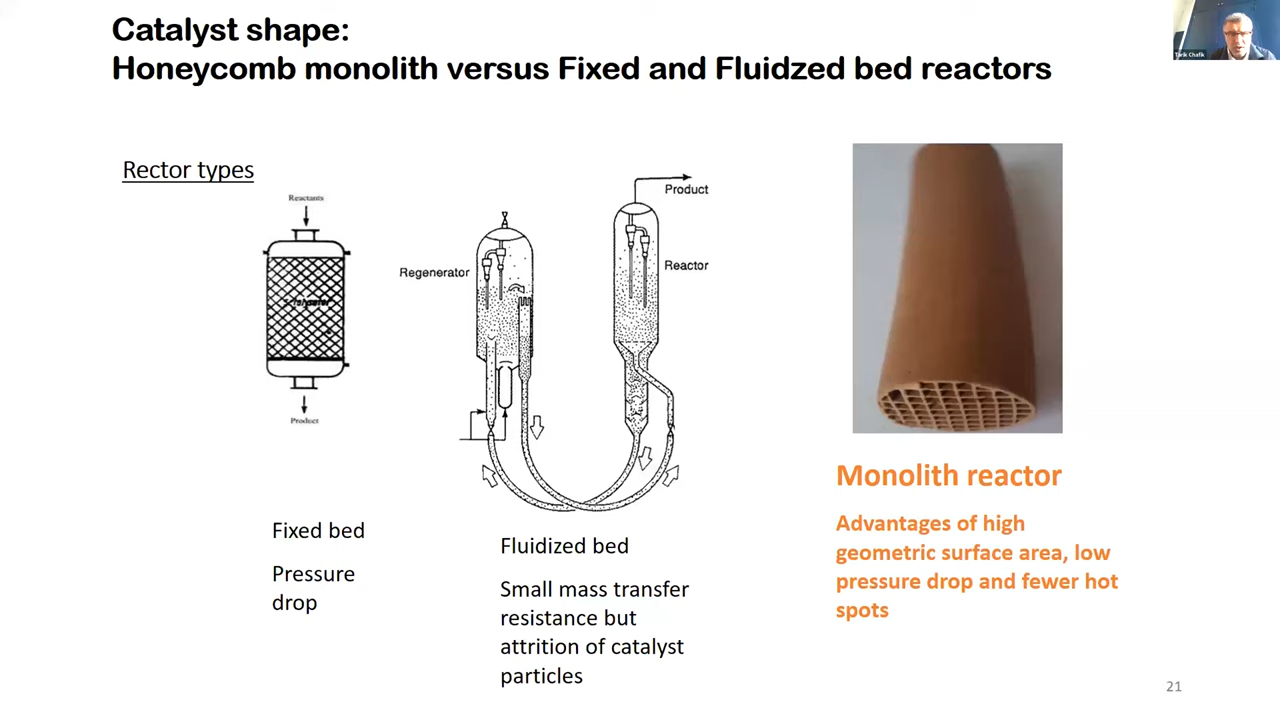 Catalyst shape:
Honeycomb monolith versus Fixed and Fluidzed bed reactors
Tarik Chafik
Rector types
Reactants
Product
Regenerator
Product
Reactor
Fixed bed
Pressure
drop
Fluidized bed
Small mass transfer
resistance but
attrition of catalyst
particles
Monolith reactor
Advantages of high
geometric surface area, low
pressure drop and fewer hot
spots
21